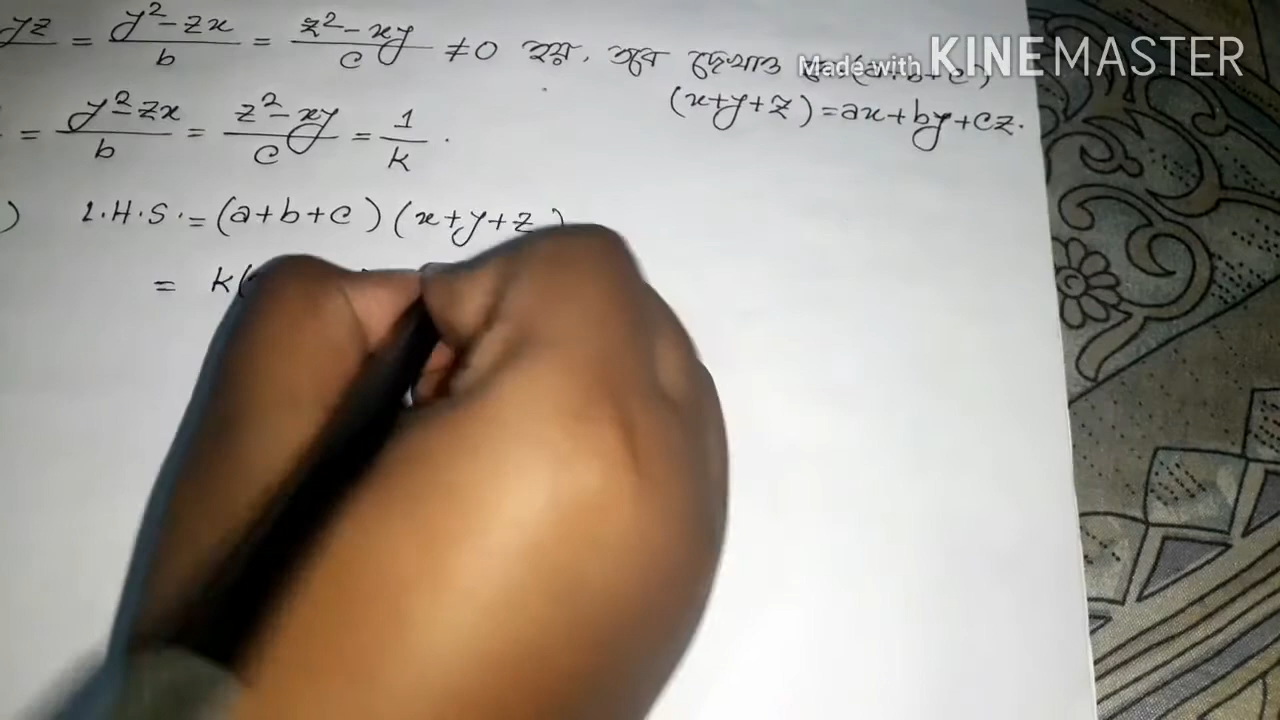 yz/ = y²-zx/b = z²-xy/c ≠0 হয়, তবে দেখাও (a+b+c)
Made with KINEMASTER
(x+y+z)=ax+by+cz.
= y²-zx/b = z²-xy/c = 1/k .
) L.H.S. = (a+b+c)(x+y+z)
= k(